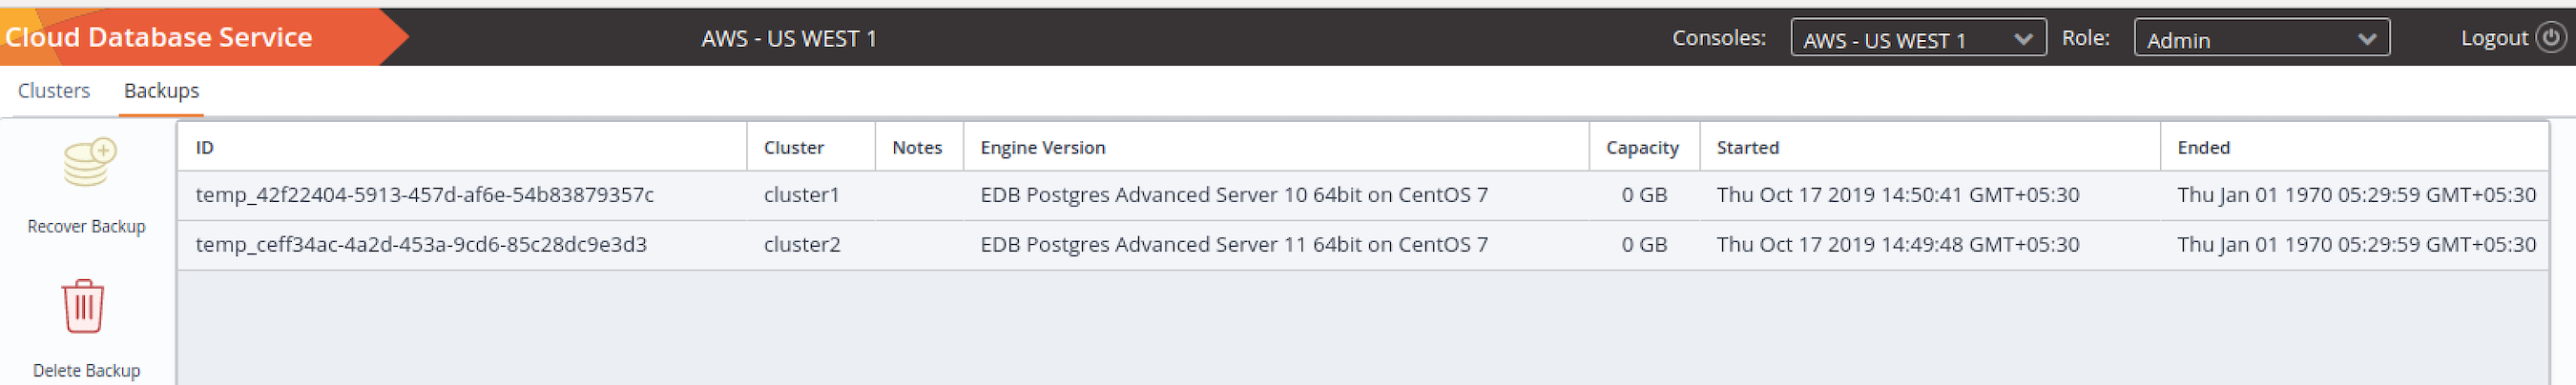 Cloud Database Service AWS - US WEST 1 Consoles: AWS - US WEST 1 Role: Admin Logout
Clusters Backups
ID Cluster Notes Engine Version Capacity Started Ended
temp_42f22404-5913-457d-af6e-54b83879357c cluster1 EDB Postgres Advanced Server 10 64bit on CentOS 7 0 GB Thu Oct 17 2019 14:50:41 GMT+05:30 Thu Jan 01 1970 05:29:59 GMT+05:30
Recover Backup
temp_ceff34ac-4a2d-453a-9cd6-85c28dc9e3d3 cluster2 EDB Postgres Advanced Server 11 64bit on CentOS 7 0 GB Thu Oct 17 2019 14:49:48 GMT+05:30 Thu Jan 01 1970 05:29:59 GMT+05:30
Delete Backup